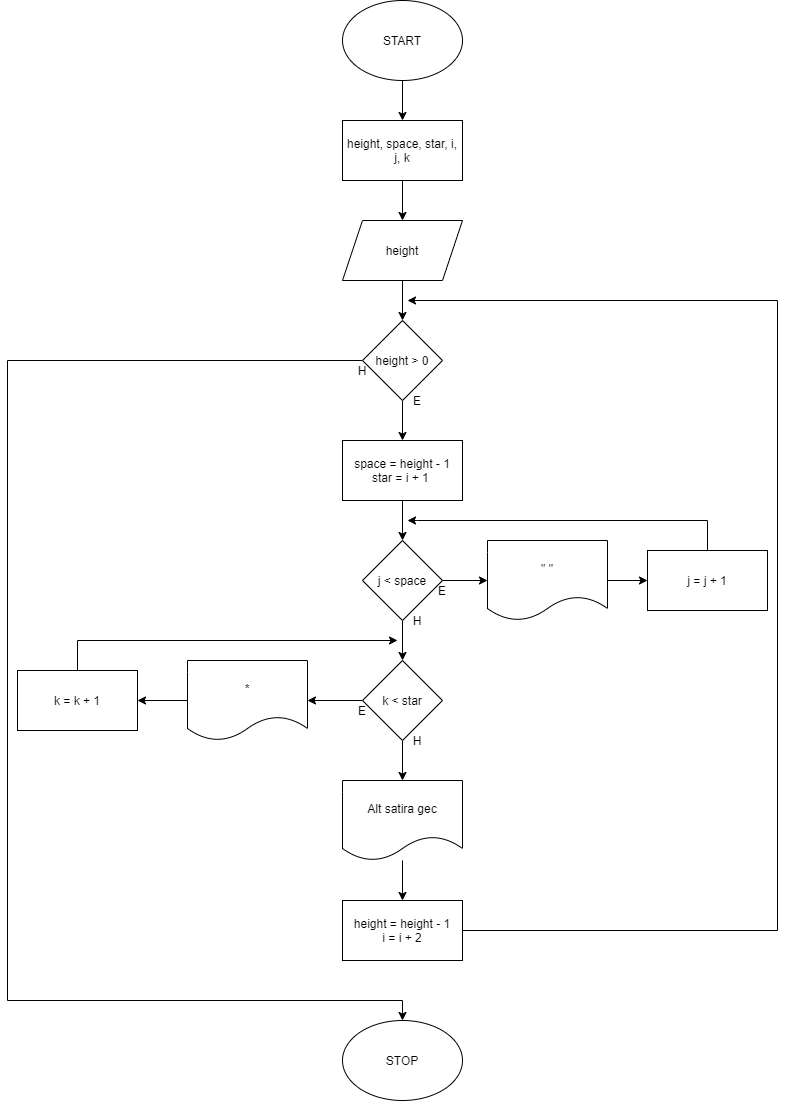 START
height, space, star, i,
j, k
height
height > 0
H
E
space = height - 1
star = i + 1
j < space
E
" "
j = j + 1
H
k = k + 1
*
k < star
E
H
Alt satira gec
height = height - 1
i = i + 2
STOP